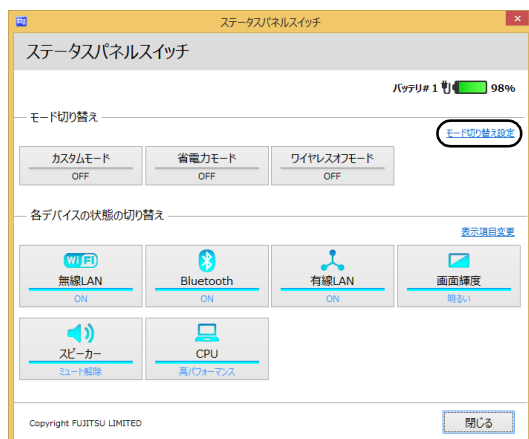 ステータスパネルスイッチ
ステータスパネルスイッチ
バッテリ#1 98%
モード切り替え
モード切り替え設定
カスタムモード 省電力モード ワイヤレスオフモード
OFF OFF OFF
各デバイスの状態の切り替え
表示項目変更
WiFi
無線LAN Bluetooth 有線LAN 画面輝度
ON ON ON 明るい
スピーカー CPU
ミュート解除 高パフォーマンス
Copyright FUJITSU LIMITED 閉じる